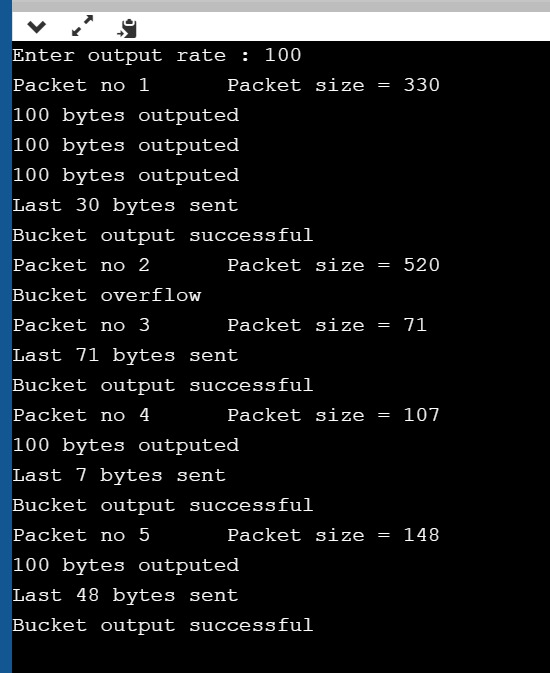 Enter output rate : 100
Packet no 1 Packet size = 330
100 bytes outputed
100 bytes outputed
100 bytes outputed
Last 30 bytes sent
Bucket output successful
Packet no 2 Packet size = 520
Bucket overflow
Packet no 3 Packet size = 71
Last 71 bytes sent
Bucket output successful
Packet no 4 Packet size = 107
100 bytes outputed
Last 7 bytes sent
Bucket output successful
Packet no 5 Packet size = 148
100 bytes outputed
Last 48 bytes sent
Bucket output successful